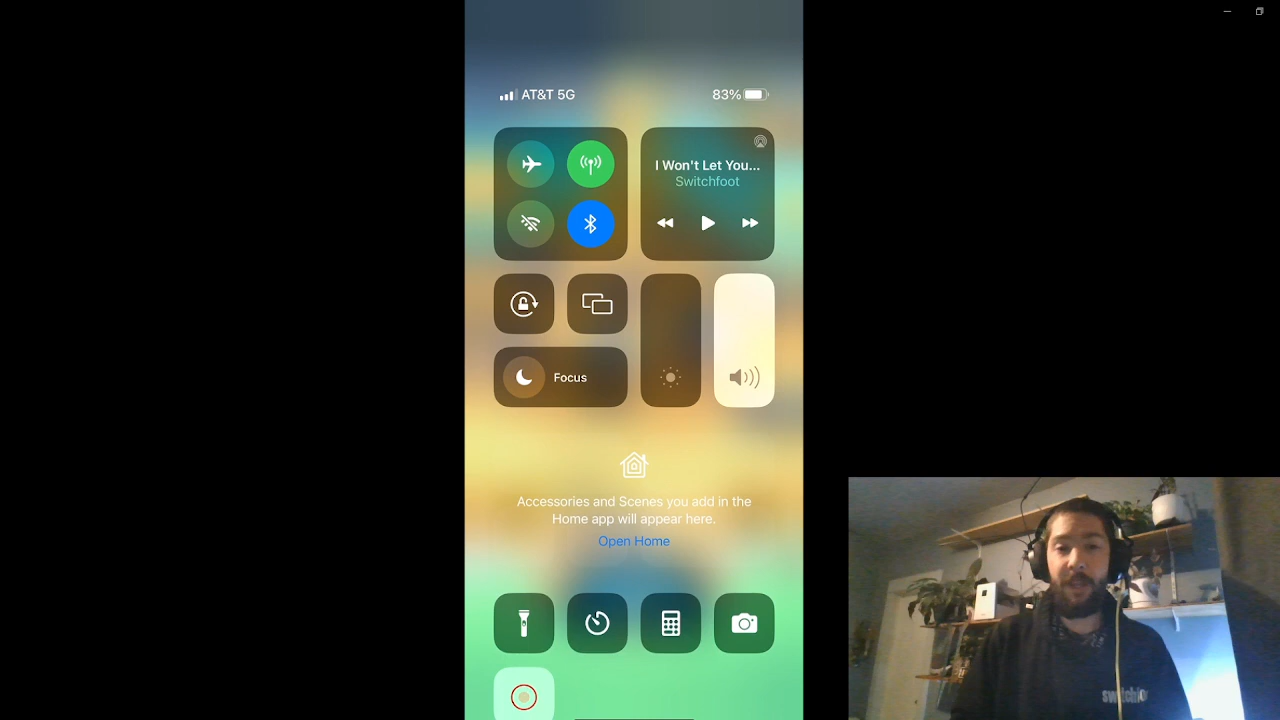 AT&T 5G
83%
I Won't Let You...
Switchfoot
Focus
Accessories and Scenes you add in the
Home app will appear here.
Open Home